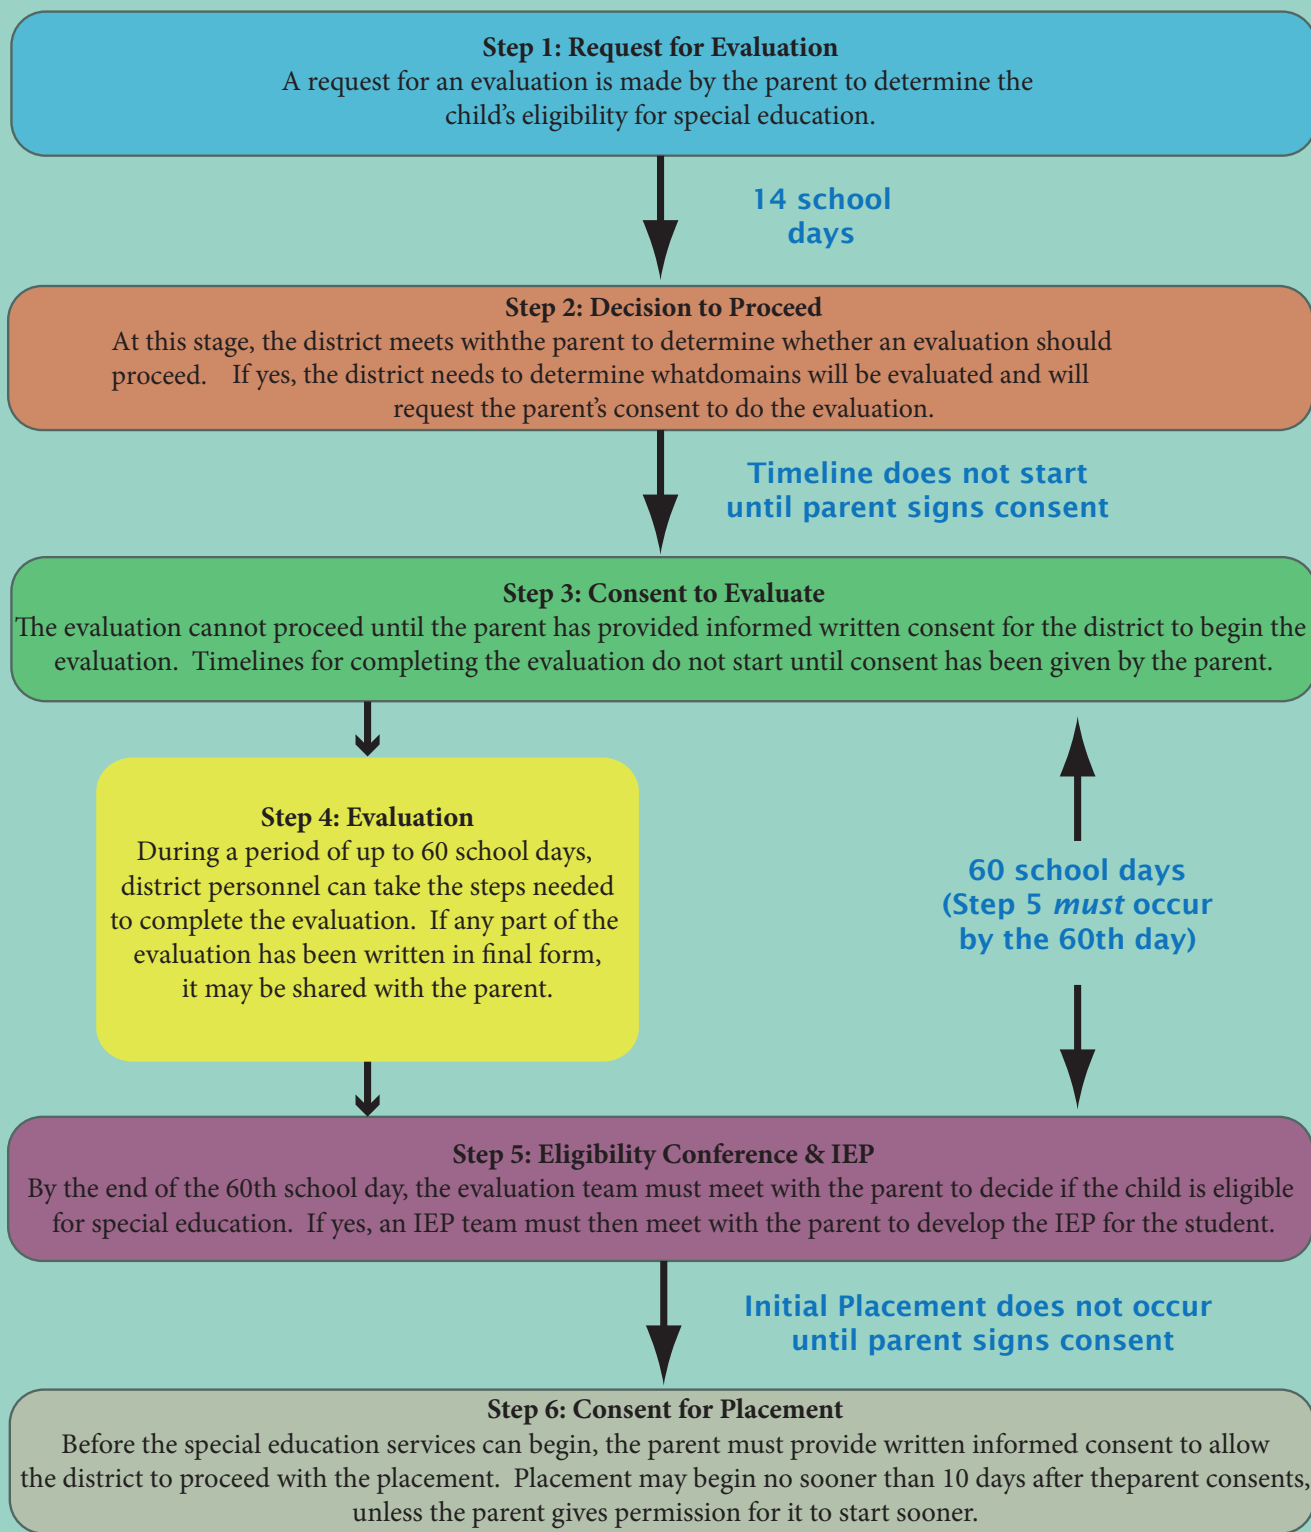 Step 1: Request for Evaluation
A request for an evaluation is made by the parent to determine the
child’s eligibility for special education.
14 school
days
Step 2: Decision to Proceed
At this stage, the district meets withthe parent to determine whether an evaluation should
proceed. If yes, the district needs to determine whatdomains will be evaluated and will
request the parent’s consent to do the evaluation.
Timeline does not start
until parent signs consent
Step 3: Consent to Evaluate
The evaluation cannot proceed until the parent has provided informed written consent for the district to begin the
evaluation. Timelines for completing the evaluation do not start until consent has been given by the parent.
Step 4: Evaluation
During a period of up to 60 school days,
district personnel can take the steps needed
to complete the evaluation. If any part of the
evaluation has been written in final form,
it may be shared with the parent.
60 school days
(Step 5 must occur
by the 60th day)
Step 5: Eligibility Conference & IEP
By the end of the 60th school day, the evaluation team must meet with the parent to decide if the child is eligible
for special education. If yes, an IEP team must then meet with the parent to develop the IEP for the student.
Initial Placement does not occur
until parent signs consent
Step 6: Consent for Placement
Before the special education services can begin, the parent must provide written informed consent to allow
the district to proceed with the placement. Placement may begin no sooner than 10 days after theparent consents,
unless the parent gives permission for it to start sooner.